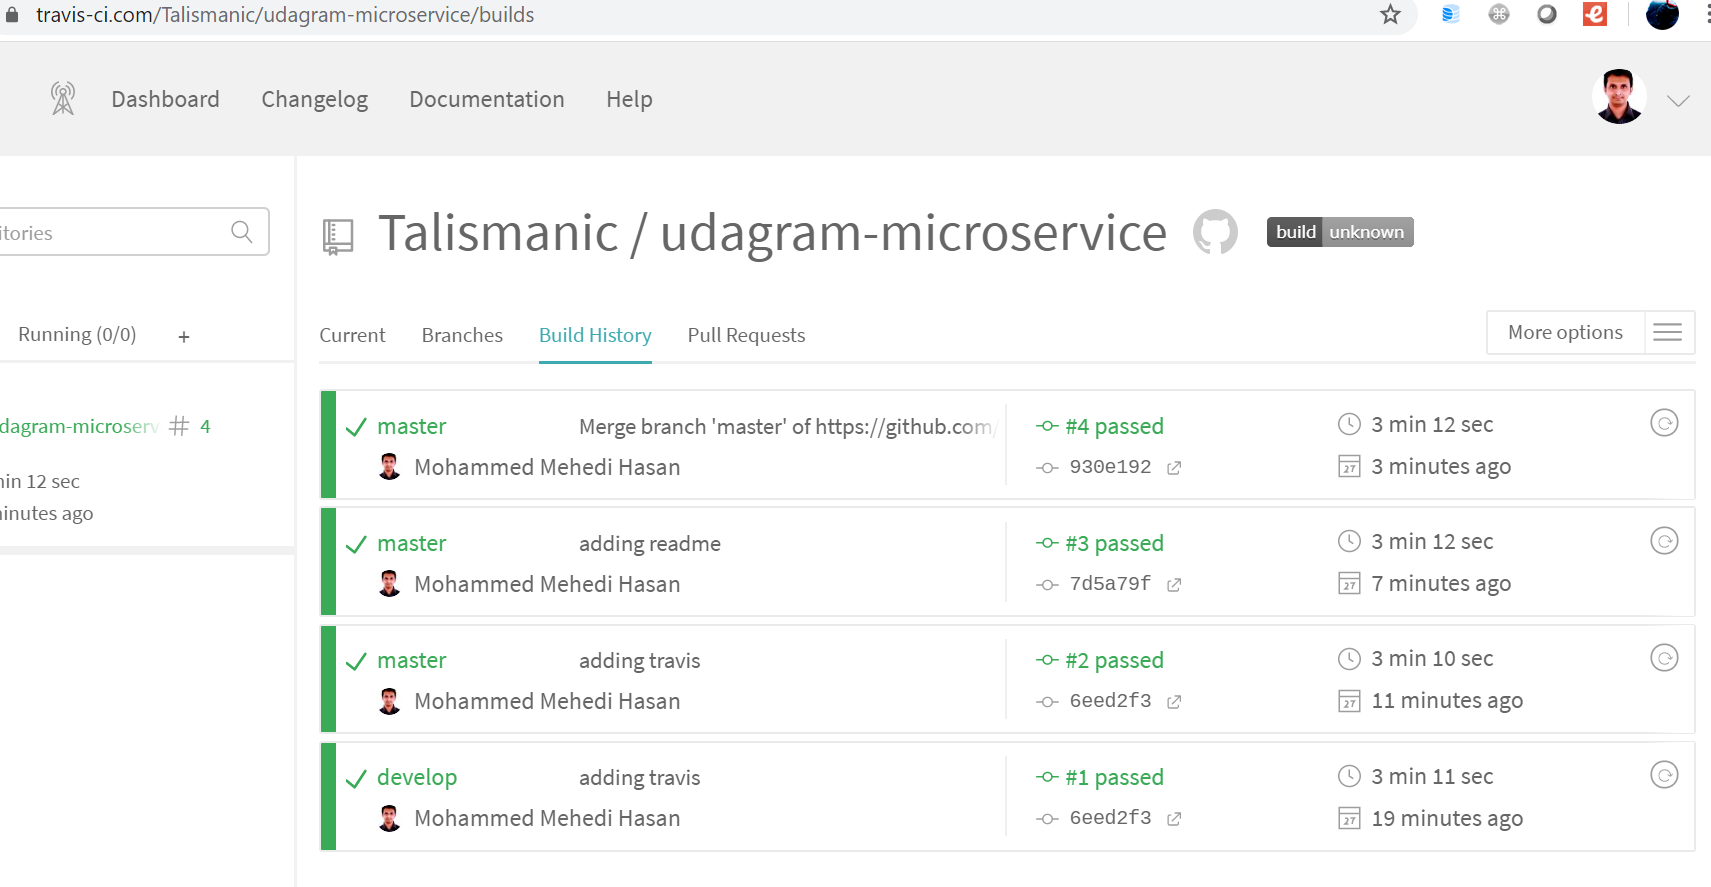 travis-ci.com/Talismanic/udagram-microservice/builds
Dashboard Changelog Documentation Help
itories
Talismanic / udagram-microservice build unknown
Running (0/0) +
Current Branches Build History Pull Requests More options
master Merge branch 'master' of https://github.com/ #4 passed 3 min 12 sec
dagram-microserv # 4
Mohammed Mehedi Hasan 930e192 3 minutes ago
min 12 sec
minutes ago
master adding readme #3 passed 3 min 12 sec
Mohammed Mehedi Hasan 7d5a79f 7 minutes ago
master adding travis #2 passed 3 min 10 sec
Mohammed Mehedi Hasan 6eed2f3 11 minutes ago
develop adding travis #1 passed 3 min 11 sec
Mohammed Mehedi Hasan 6eed2f3 19 minutes ago